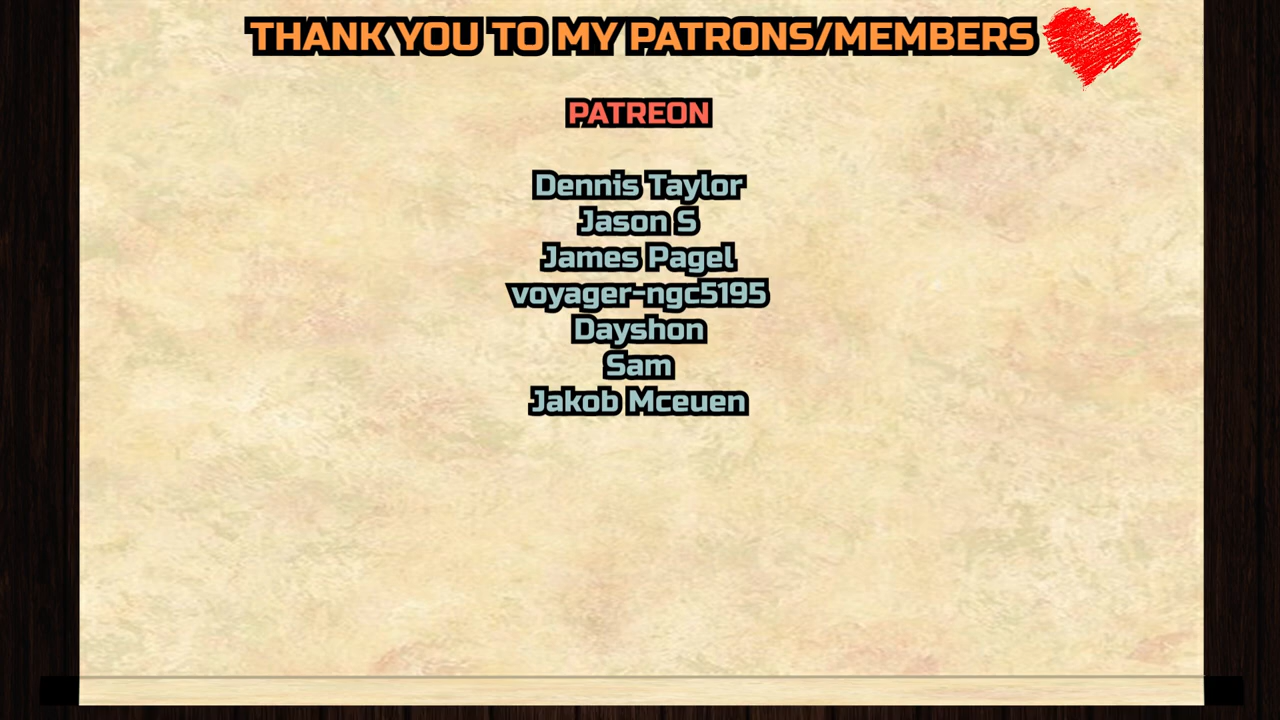 THANK YOU TO MY PATRONS/MEMBERS
PATREON
Dennis Taylor
Jason S
James Pagel
voyager-ngc5195
Dayshon
Sam
Jakob Mceuen